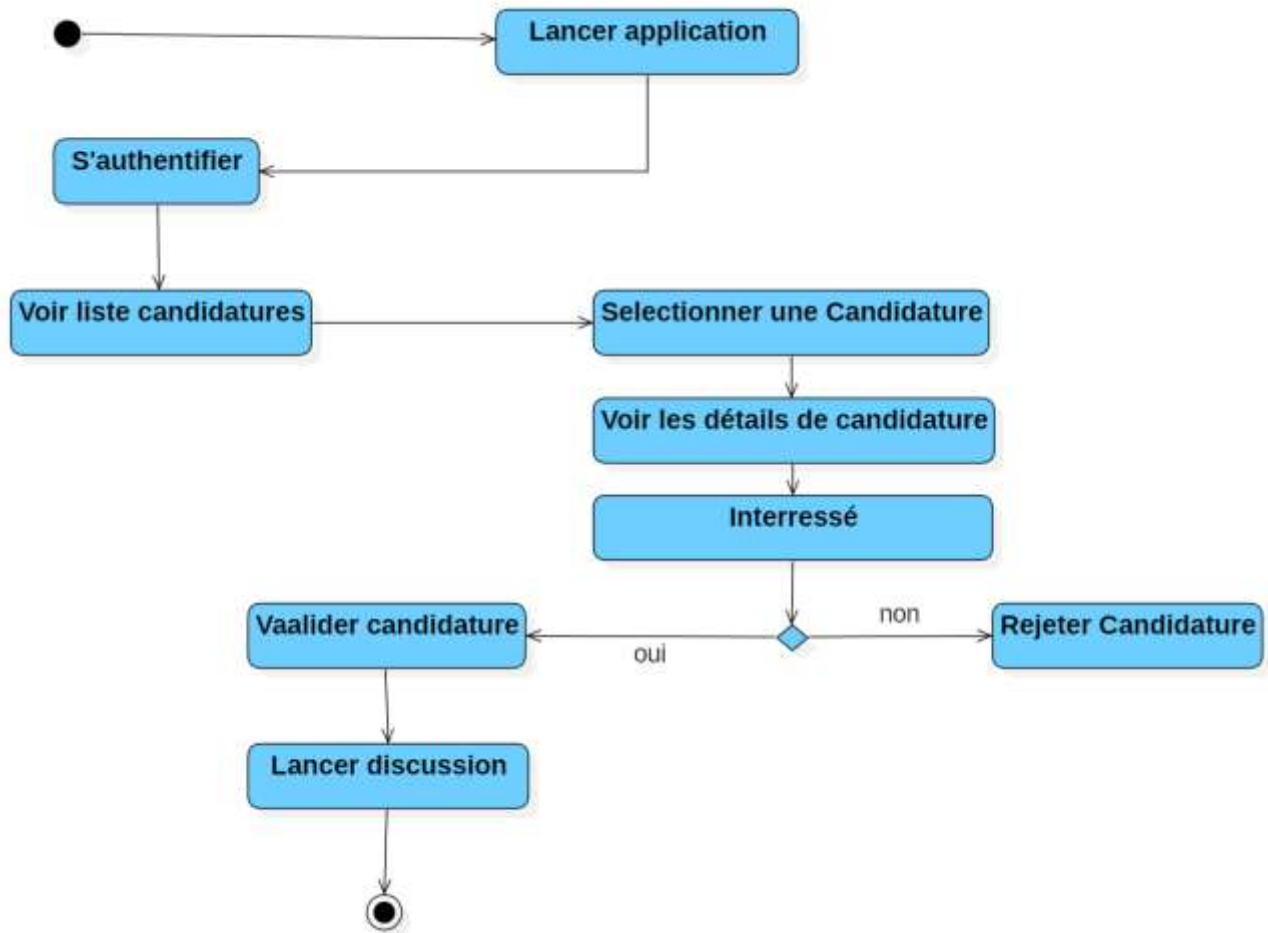 Lancer application
S'authentifier
Voir liste candidatures
Selectionner une Candidature
Voir les détails de candidature
Interressé
non
Vaalider candidature
Rejeter Candidature
oui
Lancer discussion